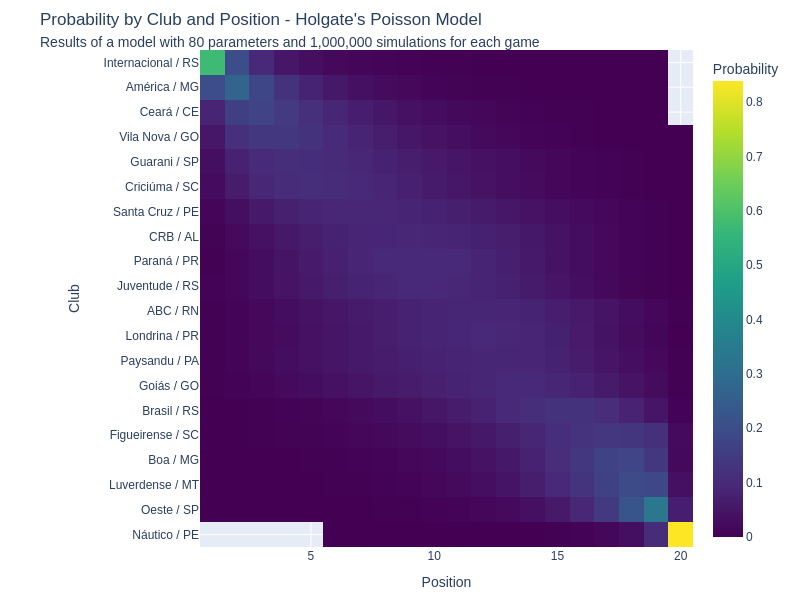 Probability by Club and Position - Holgate's Poisson Model
Results of a model with 80 parameters and 1,000,000 simulations for each game
Probability
Internacional / RS
América / MG
Ceará / CE
Vila Nova / GO
Guarani / SP
Criciúma / SC
Santa Cruz / PE
CRB / AL
Paraná / PR
Juventude / RS
ABC / RN
Londrina / PR
Paysandu / PA
Goiás / GO
Brasil / RS
Figueirense / SC
Boa / MG
Luverdense / MT
Oeste / SP
Náutico / PE
Club
5
10
15
20
Position
0.8
0.7
0.6
0.5
0.4
0.3
0.2
0.1
0